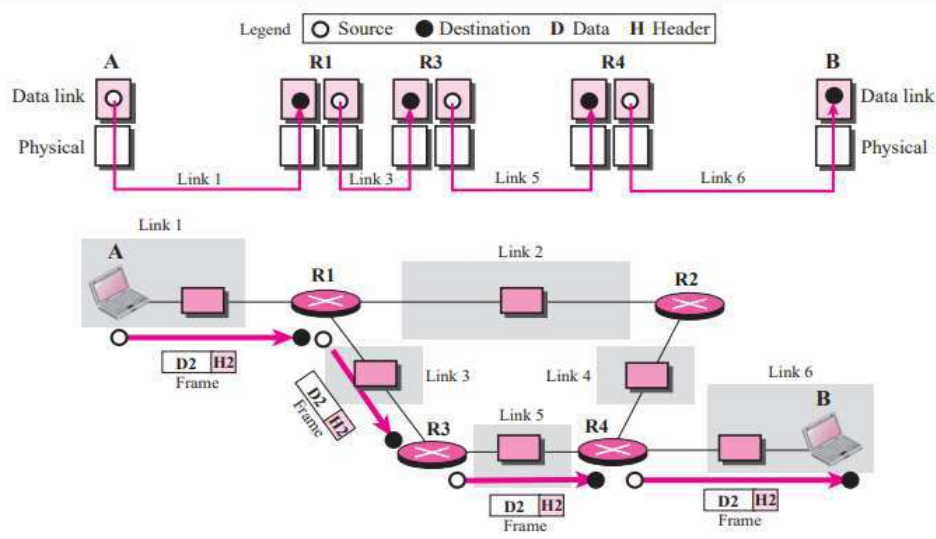 Legend Source Destination D Data H Header
A R1 R3 R4 B
Data link Data link
Physical Physical
Link 1 Link 3 Link 5 Link 6
Link 1
Link 2
A
R1 R2
D2 H2
Frame
Link 3
Link 4
Link 6
D2 H2
Frame
B
R3
Link 5
R4
D2 H2
Frame
D2 H2
Frame